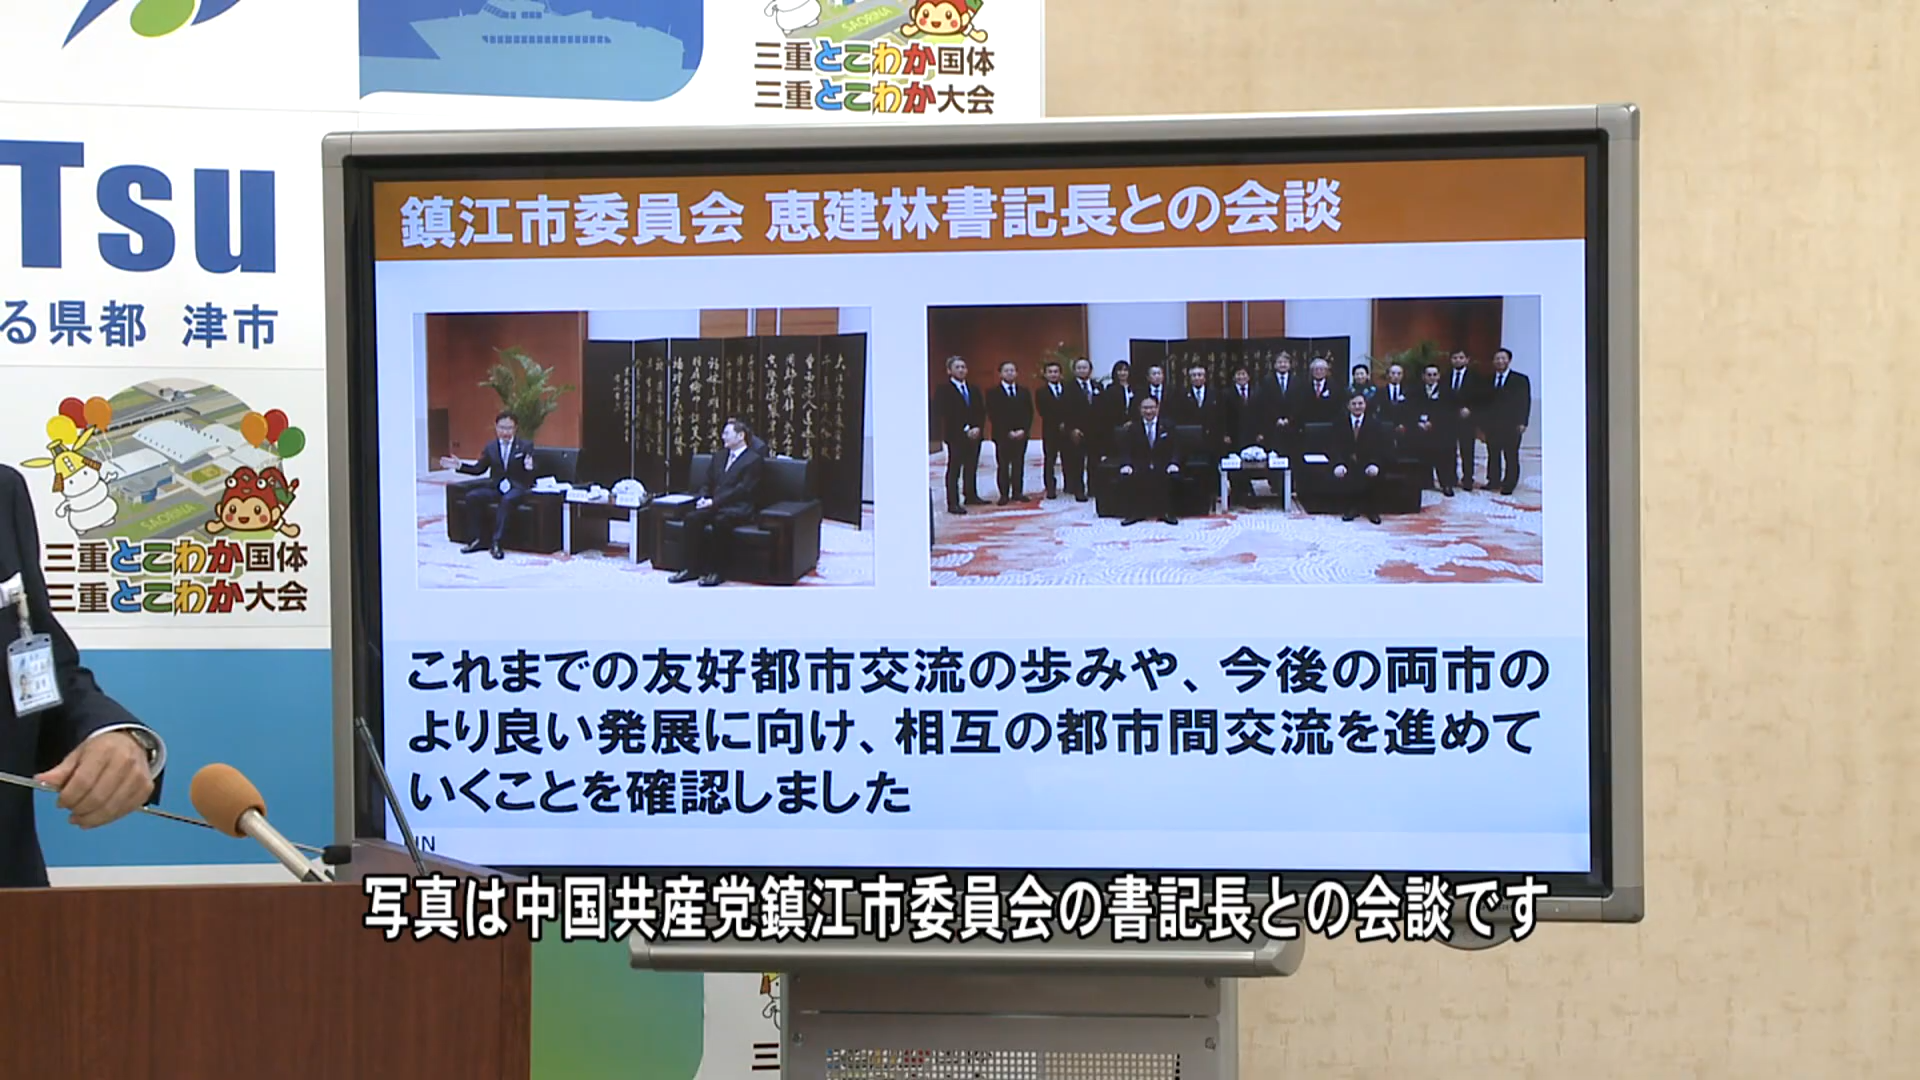 SAORINA
三重とこわか国体
三重とこわか大会
Tsu
る県都 津市
SAORINA
三重とこわか国体
三重とこわか大会
鎮江市委員会 恵建林書記長との会談
これまでの友好都市交流の歩みや、今後の両市の
より良い発展に向け、相互の都市間交流を進めて
いくことを確認しました
IN
写真は中国共産党鎮江市委員会の書記長との会談です
三